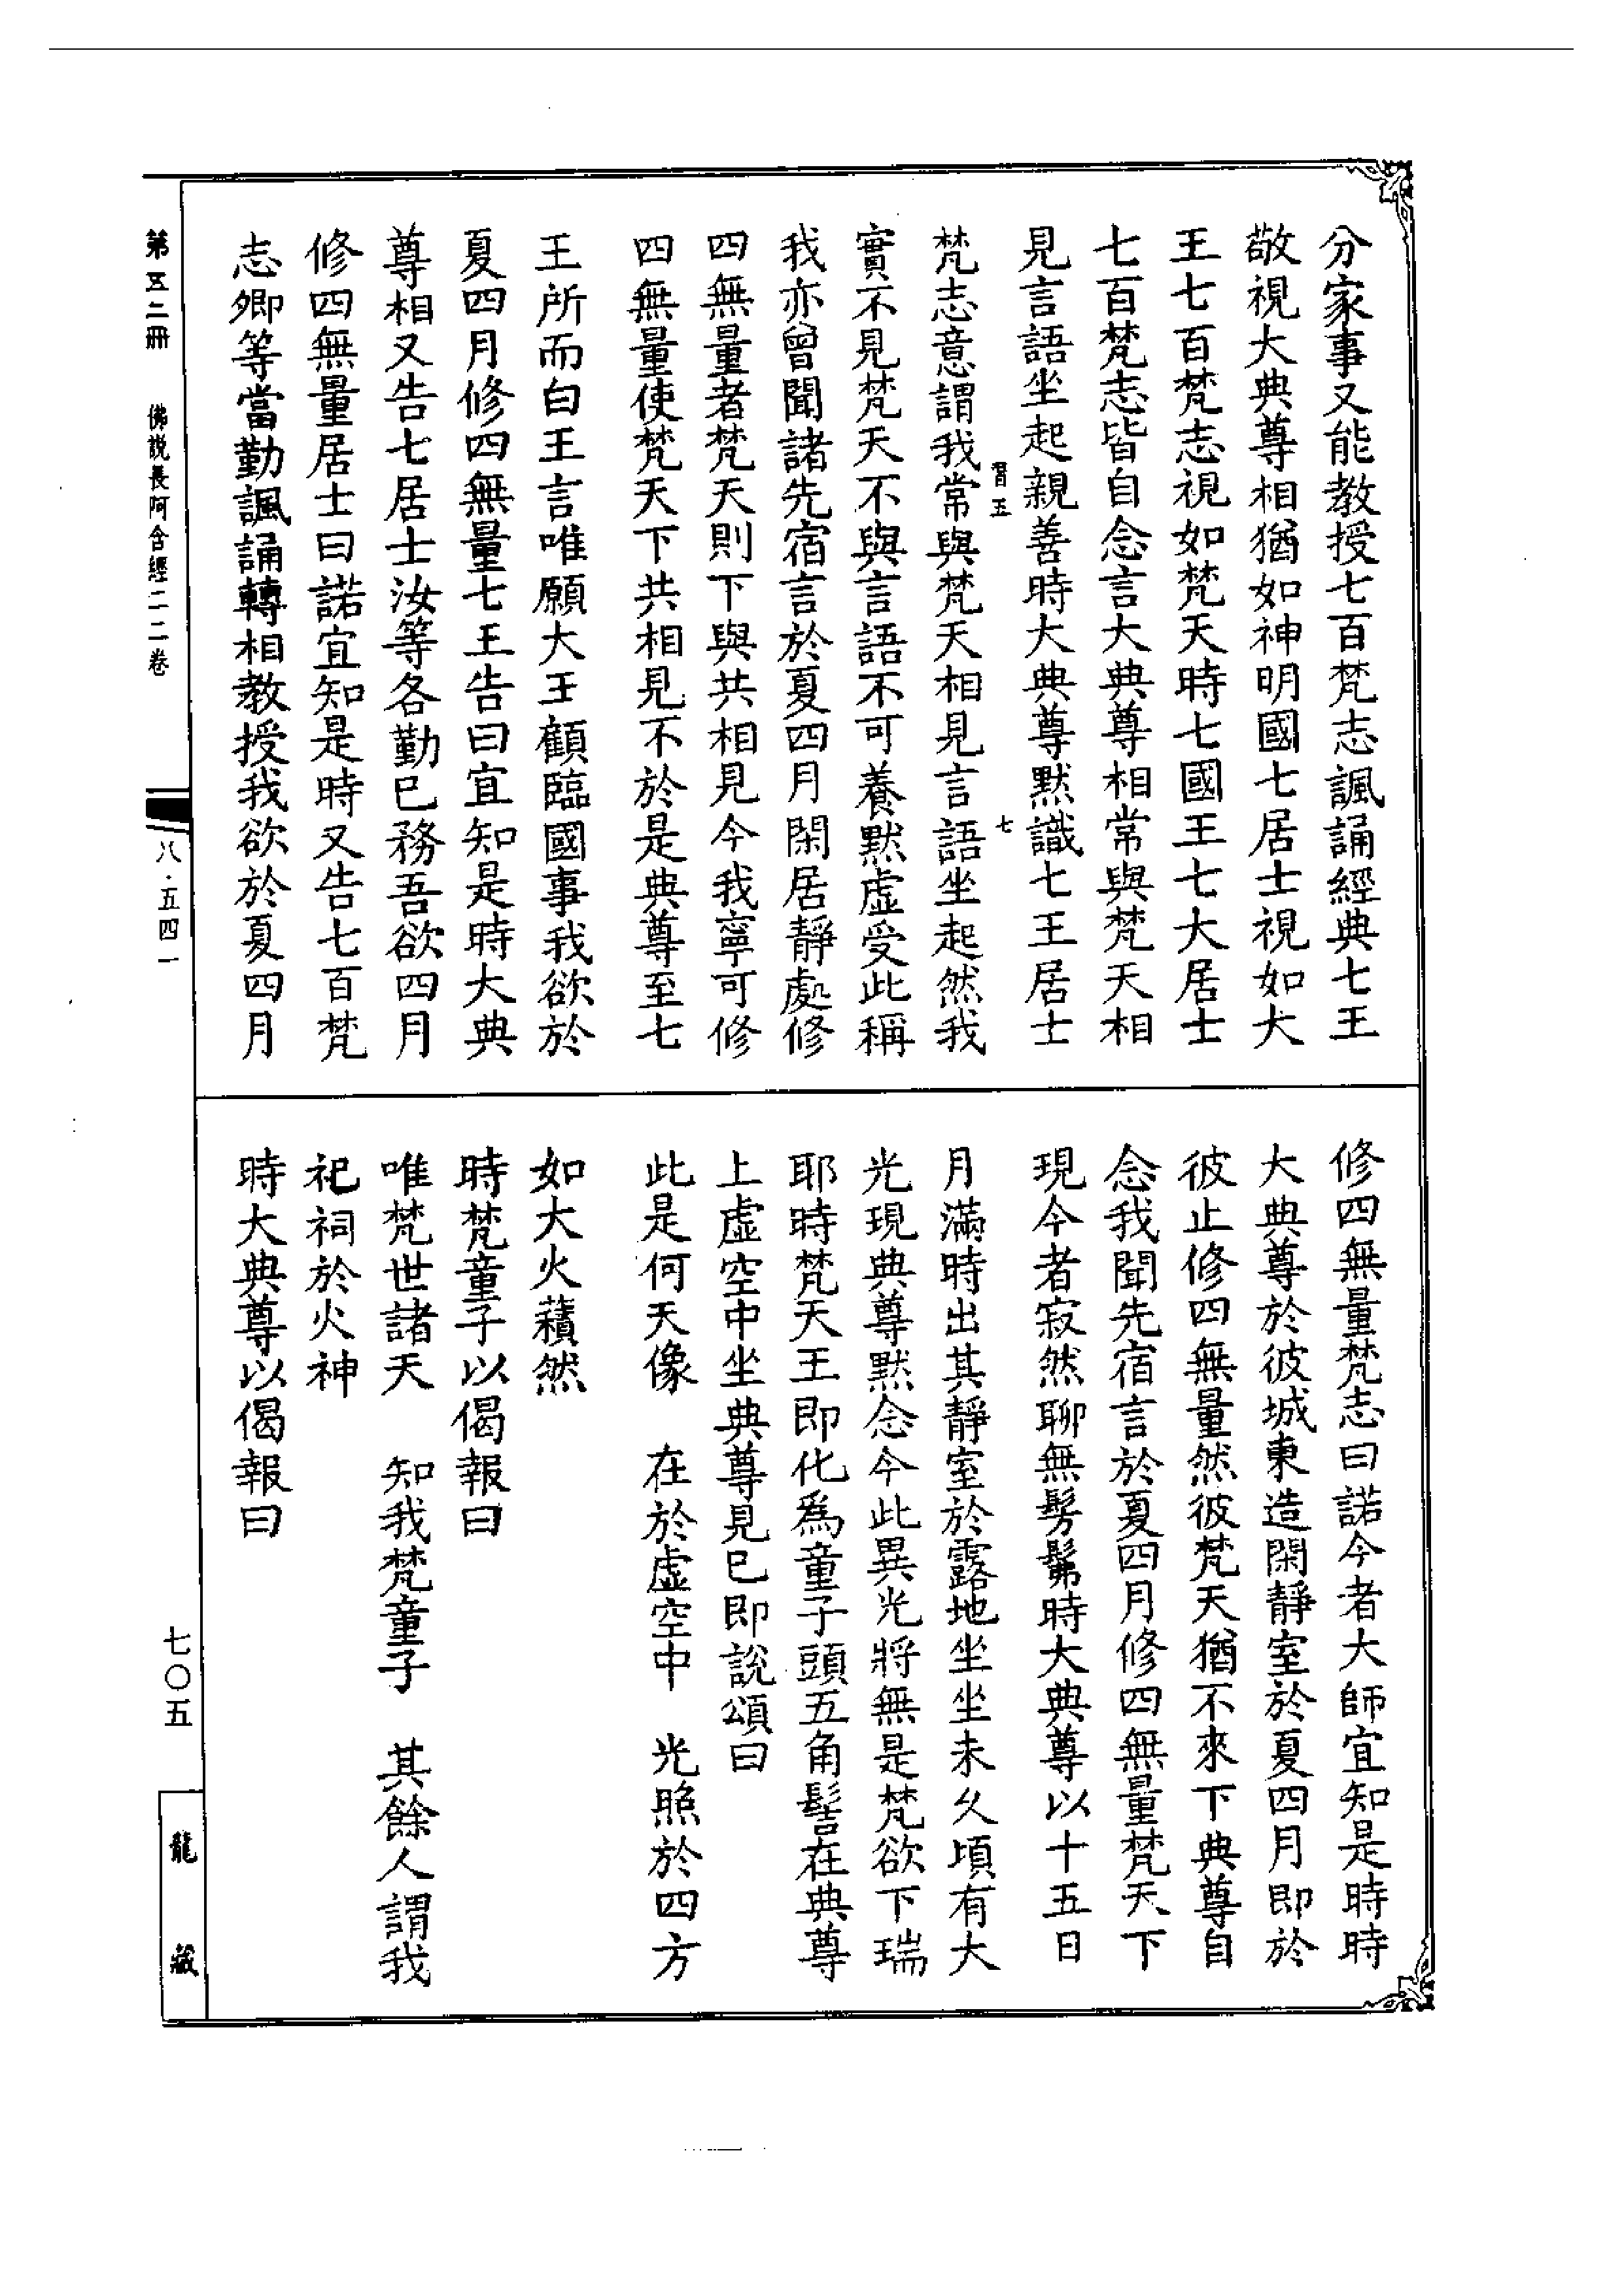 分家事又能教授七百梵志諷誦經典七王
敬視大典尊相猶如神明國七居士視如大
王七百梵志視如梵天時七國王七大居士
七百梵志皆自念言大典尊相常與梵天相
見言語坐起親善時大典尊默識七王居士
梵志意謂我常與梵天相見言語坐起然我
實不見梵天不與言語不可養默虛受此稱
我亦曾聞諸先宿言於夏四月閑居靜處修
四無量者梵天則下與共相見今我寧可修
四無量使梵天下共相見不於是典尊至七
王所而白王言唯願大王顧臨國事我欲於
夏四月修四無量七王告曰宜知是時大典
尊相又告七居士汝等各勤已務吾欲四月
修四無量居士曰諾宜知是時又告七百梵
志卿等當勤諷誦轉相教授我欲於夏四月
修四無量梵志曰諾今者大師宜知是時時
大典尊於彼城東造閑靜室於夏四月即於
彼止修四無量然彼梵天猶不來下典尊自
念我聞先宿言於夏四月修四無量梵天下
現今者寂然聊無髣髴時大典尊以十五日
月滿時出其靜室於露地坐坐未久頃有大
光現典尊默念今此異光將無是梵欲下瑞
耶時梵天王即化為童子頭五角髻在典尊
上虛空中坐典尊見已即說頌曰
此是何天像　在於虛空中　光照於四方
如大火𧂐然
時梵童子以偈報曰
唯梵世諸天　知我梵童子　其餘人謂我
祀祠於火神
時大典尊以偈報曰
七
第五二冊　佛說長阿含經二二卷
八·五四一
七〇五
龍藏